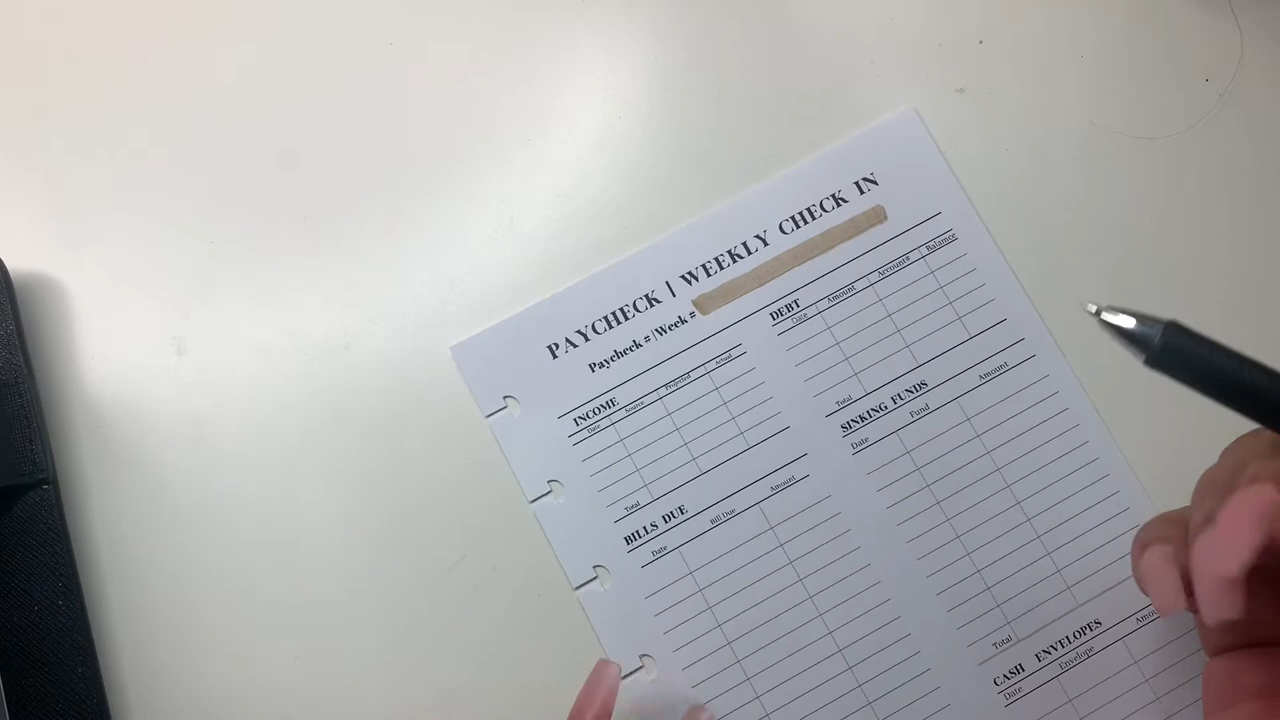 PAYCHECK | WEEKLY CHECK IN
Paycheck # |Week #
INCOME
Date Source Projected Actual
Total
BILLS DUE
Date Bill Due Amount
DEBT
Date Amount Account# Balance
Total
SINKING FUNDS
Date Fund Amount
Total
CASH ENVELOPES
Date Envelope